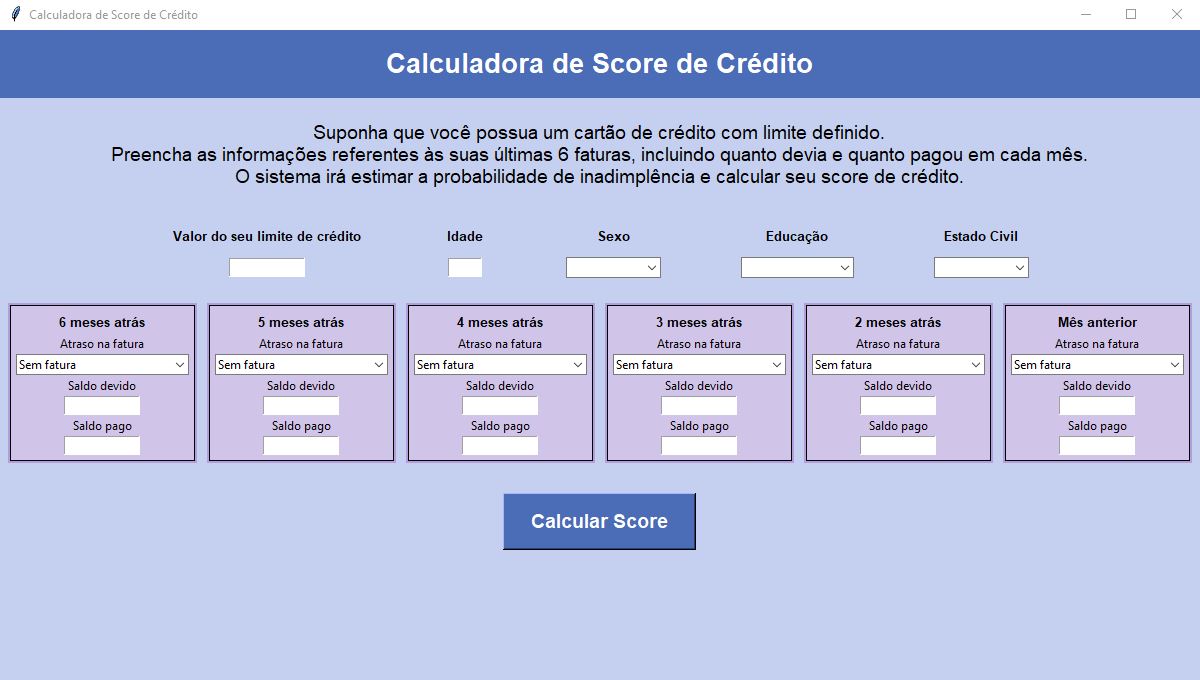 Calculadora de Score de Crédito
Calculadora de Score de Crédito
Suponha que você possua um cartão de crédito com limite definido.
Preencha as informações referentes às suas últimas 6 faturas, incluindo quanto devia e quanto pagou em cada mês.
O sistema irá estimar a probabilidade de inadimplência e calcular seu score de crédito.
Valor do seu limite de crédito Idade Sexo Educação Estado Civil
6 meses atrás 5 meses atrás 4 meses atrás 3 meses atrás 2 meses atrás Mês anterior
Atraso na fatura Atraso na fatura Atraso na fatura Atraso na fatura Atraso na fatura Atraso na fatura
Sem fatura Sem fatura Sem fatura Sem fatura Sem fatura Sem fatura
Saldo devido Saldo devido Saldo devido Saldo devido Saldo devido Saldo devido
Saldo pago Saldo pago Saldo pago Saldo pago Saldo pago Saldo pago
Calcular Score